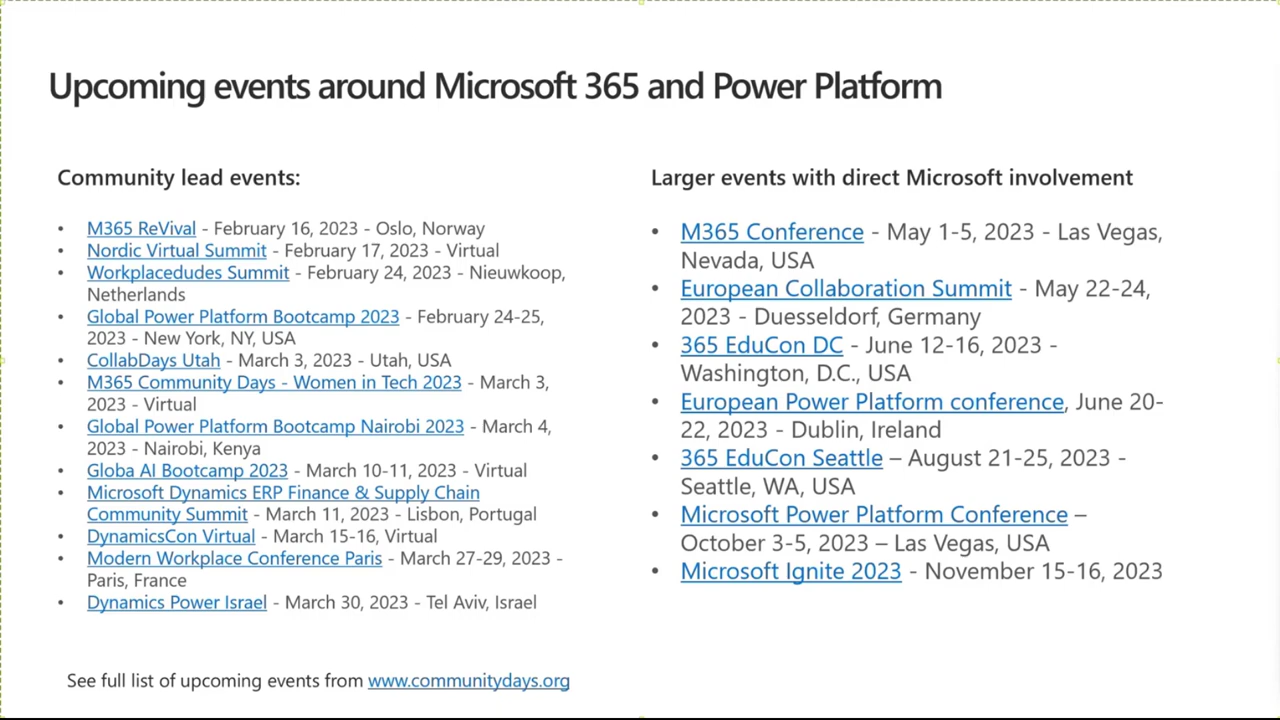 Upcoming events around Microsoft 365 and Power Platform
Community lead events:
• M365 ReVival - February 16, 2023 - Oslo, Norway
• Nordic Virtual Summit - February 17, 2023 - Virtual
• Workplacedudes Summit - February 24, 2023 - Nieuwkoop,
Netherlands
• Global Power Platform Bootcamp 2023 - February 24-25,
2023 - New York, NY, USA
• CollabDays Utah - March 3, 2023 - Utah, USA
• M365 Community Days - Women in Tech 2023 - March 3,
2023 - Virtual
• Global Power Platform Bootcamp Nairobi 2023 - March 4,
2023 - Nairobi, Kenya
• Globa AI Bootcamp 2023 - March 10-11, 2023 - Virtual
• Microsoft Dynamics ERP Finance & Supply Chain
Community Summit - March 11, 2023 - Lisbon, Portugal
• DynamicsCon Virtual - March 15-16, Virtual
• Modern Workplace Conference Paris - March 27-29, 2023 -
Paris, France
• Dynamics Power Israel - March 30, 2023 - Tel Aviv, Israel
See full list of upcoming events from www.communitydays.org
Larger events with direct Microsoft involvement
• M365 Conference - May 1-5, 2023 - Las Vegas,
Nevada, USA
• European Collaboration Summit - May 22-24,
2023 - Duesseldorf, Germany
• 365 EduCon DC - June 12-16, 2023 -
Washington, D.C., USA
• European Power Platform conference, June 20-
22, 2023 - Dublin, Ireland
• 365 EduCon Seattle – August 21-25, 2023 -
Seattle, WA, USA
• Microsoft Power Platform Conference –
October 3-5, 2023 – Las Vegas, USA
• Microsoft Ignite 2023 - November 15-16, 2023